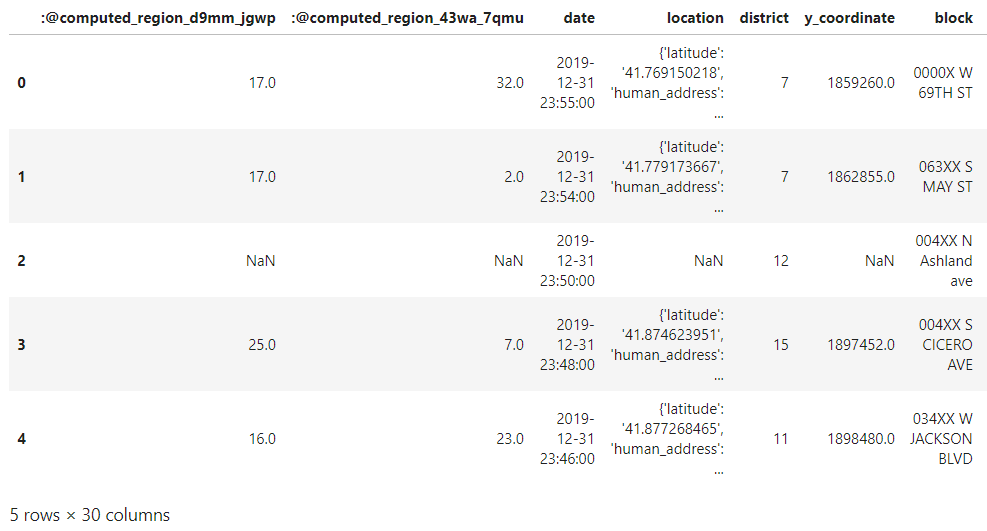 :@computed_region_d9mm_jgwp :@computed_region_43wa_7qmu date location district y_coordinate block
0 17.0 32.0 2019-12-31 23:55:00 {'latitude': '41.769150218', 'human_address': ... 7 1859260.0 0000X W 69TH ST
1 17.0 2.0 2019-12-31 23:54:00 {'latitude': '41.779173667', 'human_address': ... 7 1862855.0 063XX S MAY ST
2 NaN NaN 2019-12-31 23:50:00 NaN 12 NaN 004XX N Ashland ave
3 25.0 7.0 2019-12-31 23:48:00 {'latitude': '41.874623951', 'human_address': ... 15 1897452.0 004XX S CICERO AVE
4 16.0 23.0 2019-12-31 23:46:00 {'latitude': '41.877268465', 'human_address': ... 11 1898480.0 034XX W JACKSON BLVD
5 rows × 30 columns